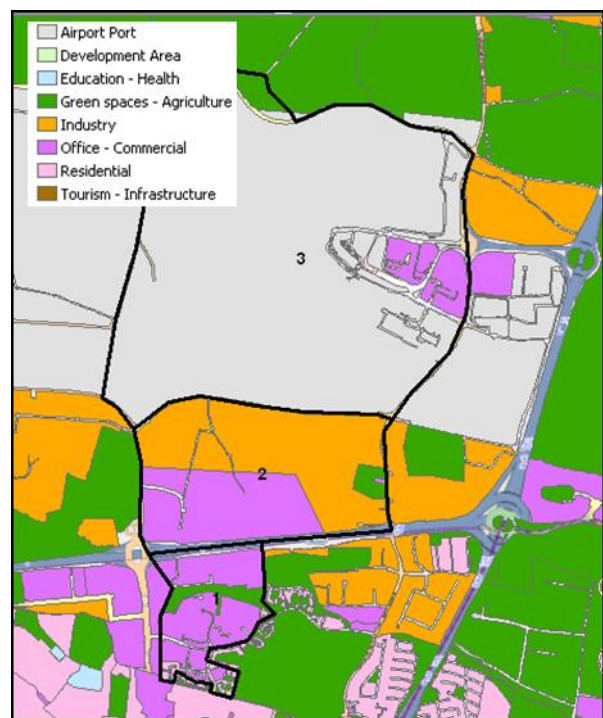 Airport Port
Development Area
Education - Health
Green spaces - Agriculture
Industry
Office - Commercial
Residential
Tourism - Infrastructure
3
2
1